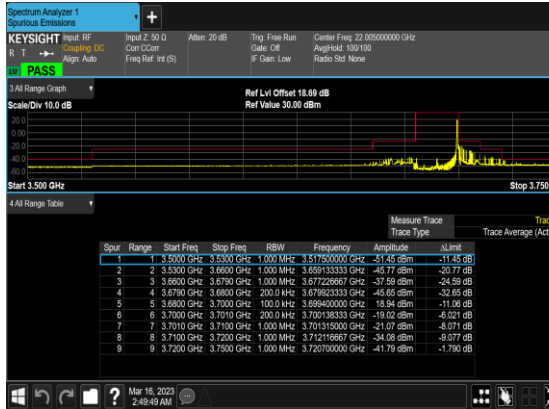 Spectrum Analyzer 1
Spurious Emissions
+
KEYSIGHT Input: RF Input Z: 50 Ω Atten: 20 dB Trig: Free Run Center Freq: 22.005000000 GHz
R T Coupling: DC Corr CCorr Gate: Off Avg|Hold: 100/100
Align: Auto Freq Ref: Int (S) IF Gain: Low Radio Std: None
PASS
3 All Range Graph
Ref Lvl Offset 18.69 dB
Scale/Div 10.0 dB Ref Value 30.00 dBm
20.0
0.00
-20.0
-40.0
-60.0
Start 3.500 GHz Stop 3.750
4 All Range Table
Measure Trace Trac
Trace Type Trace Average (Act
Spur Range Start Freq Stop Freq RBW Frequency Amplitude ΔLimit
1 1 3.5000 GHz 3.5300 GHz 1.000 MHz 3.517500000 GHz -51.45 dBm -11.45 dB
2 2 3.5300 GHz 3.6600 GHz 1.000 MHz 3.659133333 GHz -45.77 dBm -20.77 dB
3 3 3.6600 GHz 3.6790 GHz 1.000 MHz 3.677226667 GHz -37.59 dBm -24.59 dB
4 4 3.6790 GHz 3.6800 GHz 200.0 kHz 3.679923333 GHz -45.65 dBm -32.65 dB
5 5 3.6800 GHz 3.7000 GHz 100.0 kHz 3.699400000 GHz 18.94 dBm -11.06 dB
6 6 3.7000 GHz 3.7010 GHz 200.0 kHz 3.700138333 GHz -19.02 dBm -6.021 dB
7 7 3.7010 GHz 3.7100 GHz 1.000 MHz 3.701315000 GHz -21.07 dBm -8.071 dB
8 8 3.7100 GHz 3.7200 GHz 1.000 MHz 3.712116667 GHz -34.08 dBm -9.077 dB
9 9 3.7200 GHz 3.7500 GHz 1.000 MHz 3.720700000 GHz -41.79 dBm -1.790 dB
? Mar 16, 2023
2:49:49 AM